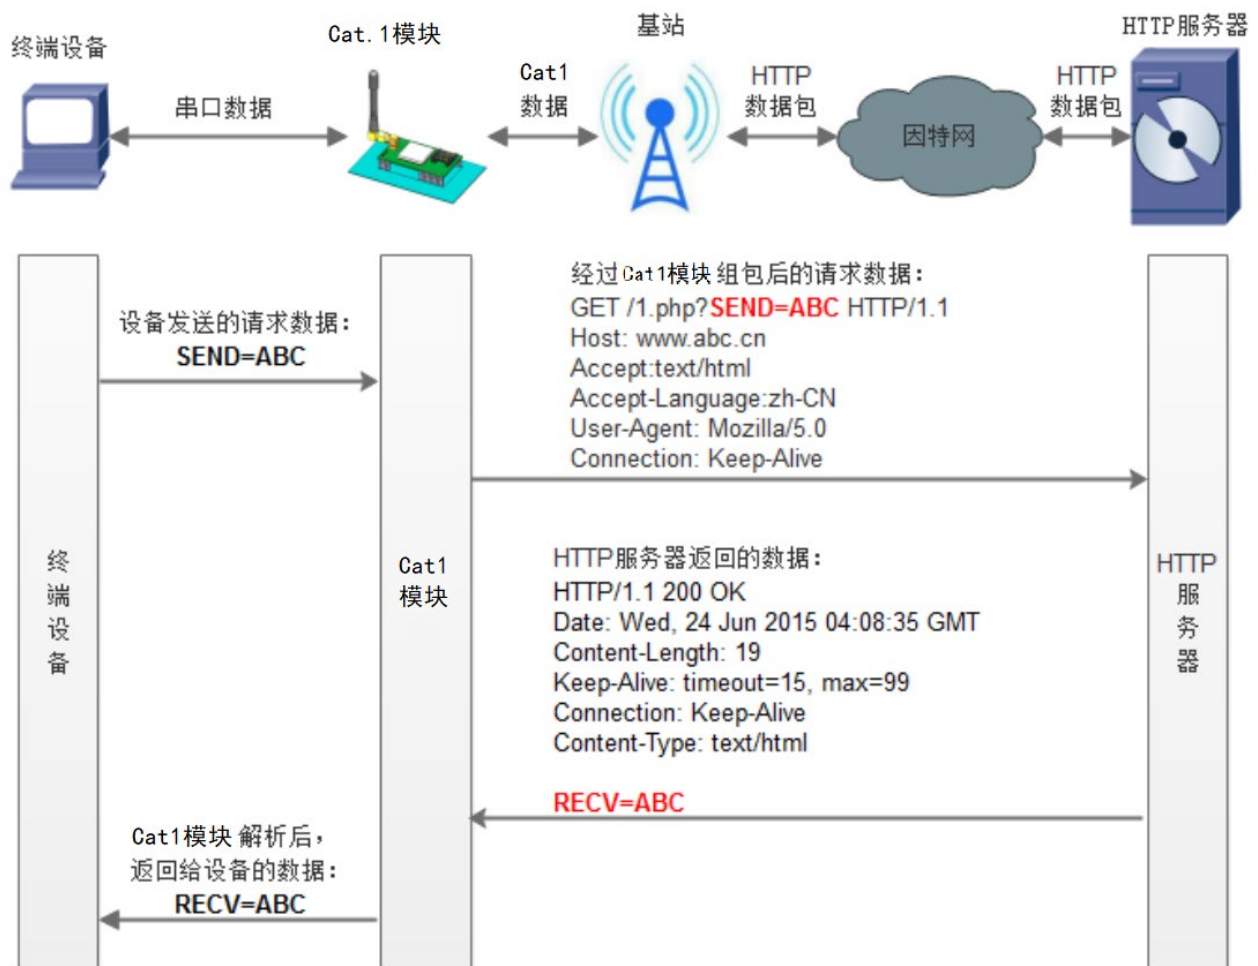 终端设备
Cat.1模块
基站
HTTP服务器
串口数据
Cat1
数据
HTTP
数据包
因特网
HTTP
数据包
设备发送的请求数据：
SEND=ABC
经过Cat1模块组包后的请求数据：
GET /1.php?SEND=ABC HTTP/1.1
Host: www.abc.cn
Accept:text/html
Accept-Language:zh-CN
User-Agent: Mozilla/5.0
Connection: Keep-Alive
终
端
设
备
Cat1
模块
HTTP
服
务
器
HTTP服务器返回的数据：
HTTP/1.1 200 OK
Date: Wed, 24 Jun 2015 04:08:35 GMT
Content-Length: 19
Keep-Alive: timeout=15, max=99
Connection: Keep-Alive
Content-Type: text/html
RECV=ABC
Cat1模块 解析后，
返回给设备的数据：
RECV=ABC